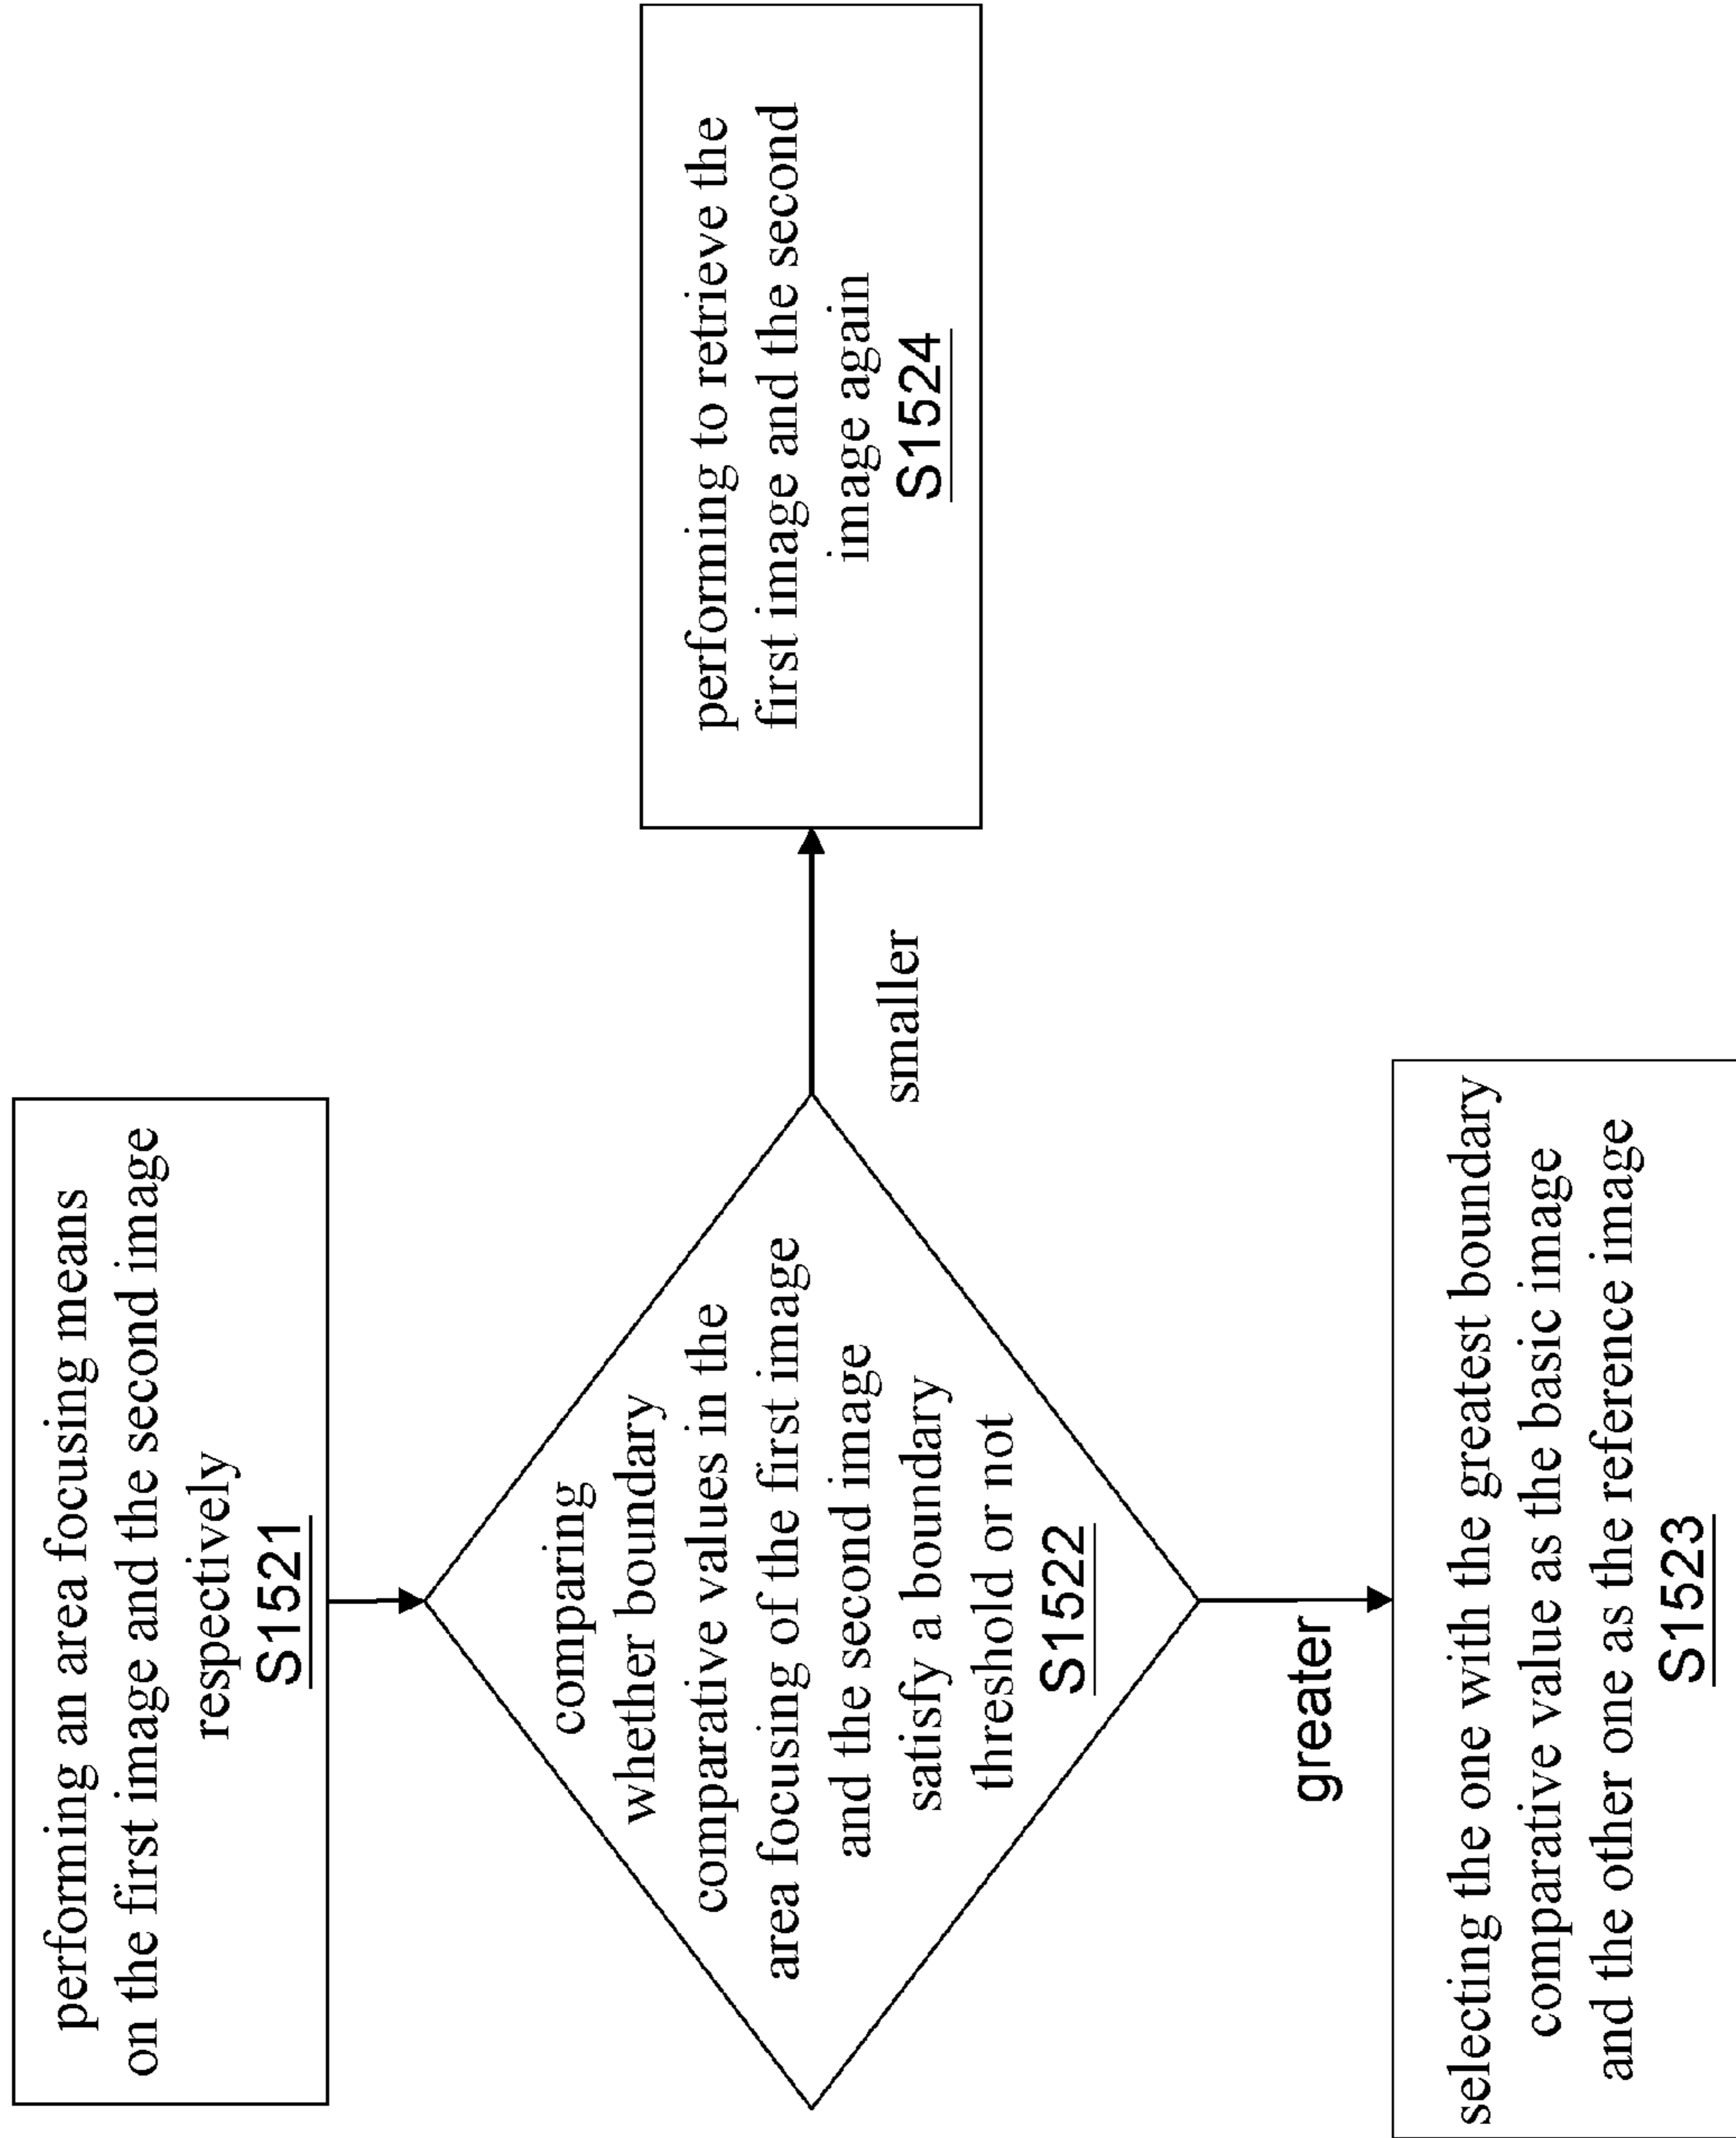 performing an area focusing means
on the first image and the second image
respectively
S1521
comparing
whether boundary
comparative values in the
area focusing of the first image
and the second image
satisfy a boundary
threshold or not
S1522
smaller
performing to retrieve the
first image and the second
image again
S1524
greater
selecting the one with the greatest boundary
comparative value as the basic image
and the other one as the reference image
S1523